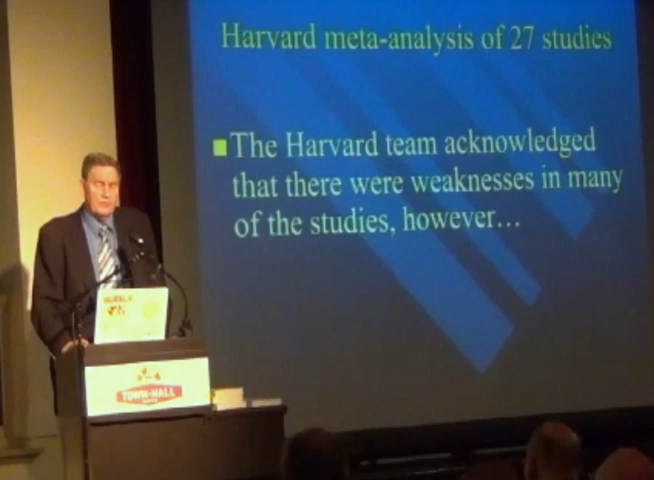 Harvard meta-analysis of 27 studies
The Harvard team acknowledged
that there were weaknesses in many
of the studies, however...
TOWN-HALL